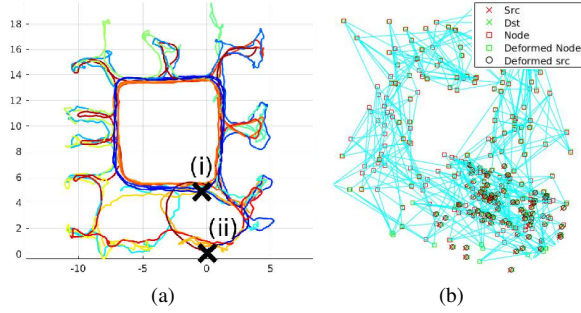 18
16
14
12
10
8
6
4
2
0
-10
-5
0
5
(i)
(ii)
(a)
Src
Dst
Node
Deformed Node
Deformed src
(b)